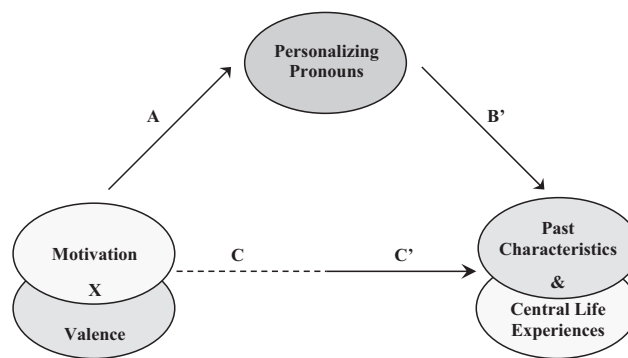 Personalizing
Pronouns
A
B’
Motivation
X
Valence
C
C’
Past
Characteristics
&
Central Life
Experiences